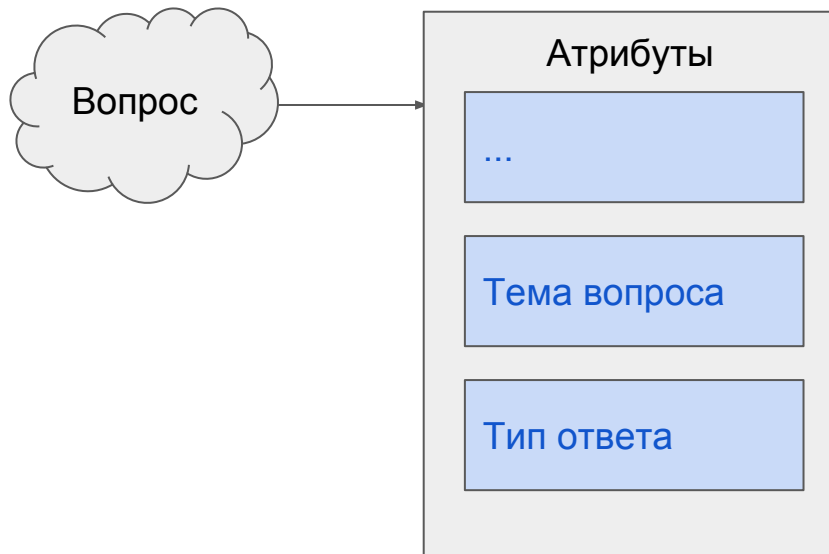 Вопрос
Атрибуты
...
Тема вопроса
Тип ответа